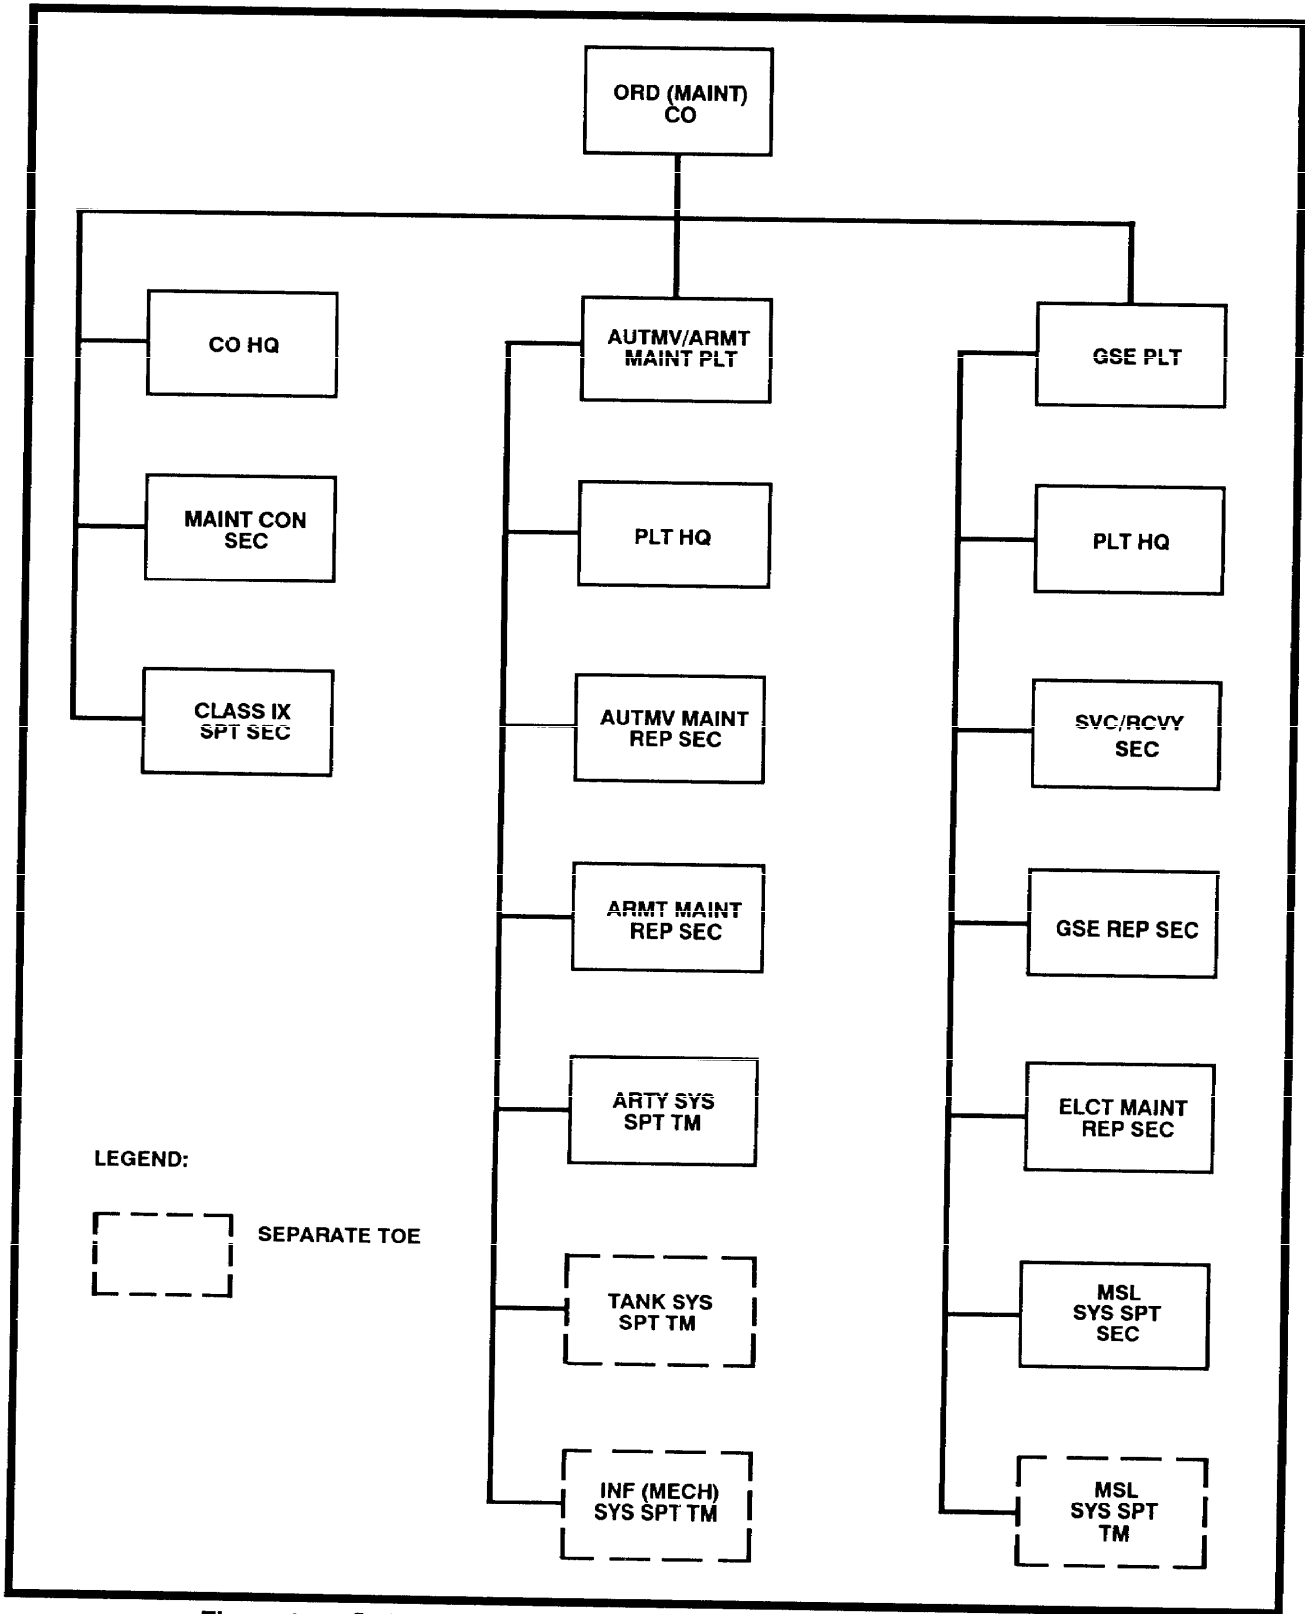 ORD (MAINT)
CO
CO HQ
MAINT CON
SEC
CLASS IX
SPT SEC
AUTMV/ARMT
MAINT PLT
PLT HQ
AUTMV MAINT
REP SEC
ARMT MAINT
REP SEC
ARTY SYS
SPT TM
TANK SYS
SPT TM
INF (MECH)
SYS SPT TM
GSE PLT
PLT HQ
SVC/RCVY
SEC
GSE REP SEC
ELCT MAINT
REP SEC
MSL
SYS SPT
SEC
MSL
SYS SPT
TM
LEGEND:
SEPARATE TOE